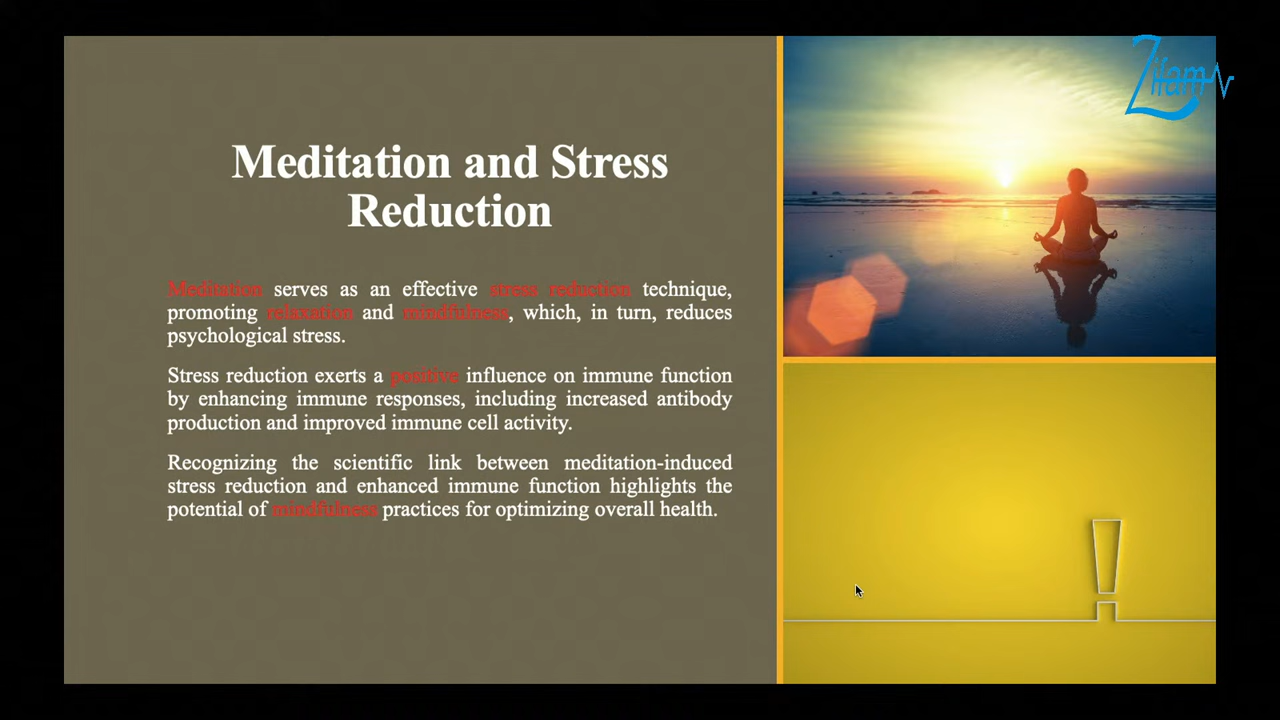 Zifam
Meditation and Stress
Reduction
Meditation serves as an effective stress reduction technique,
promoting relaxation and mindfulness, which, in turn, reduces
psychological stress.
Stress reduction exerts a positive influence on immune function
by enhancing immune responses, including increased antibody
production and improved immune cell activity.
Recognizing the scientific link between meditation-induced
stress reduction and enhanced immune function highlights the
potential of mindfulness practices for optimizing overall health.
!